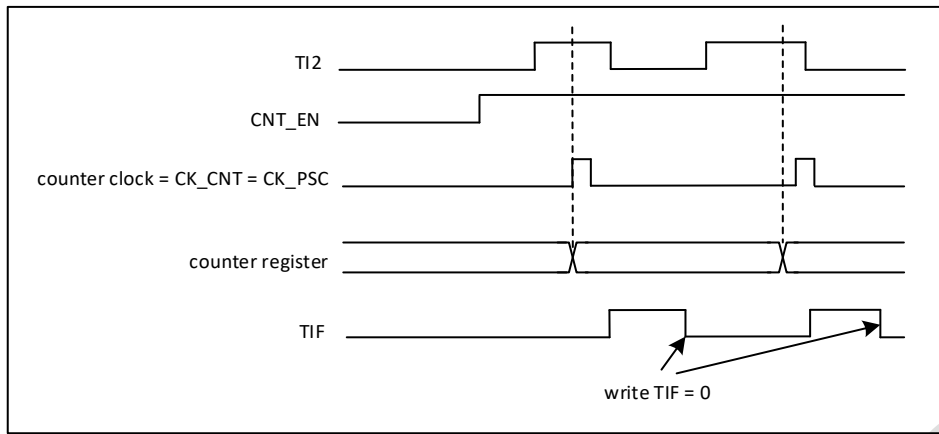 TI2
CNT_EN
counter clock = CK_CNT = CK_PSC
counter register
TIF
write TIF = 0